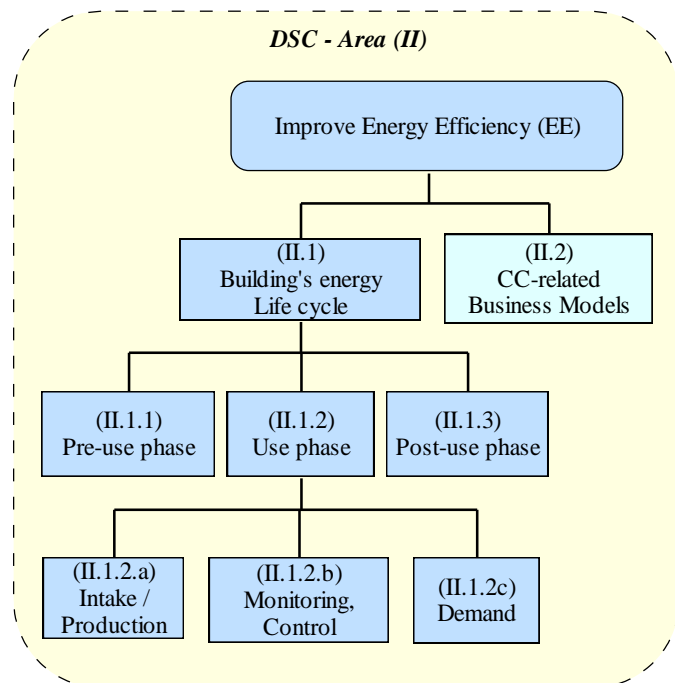 DSC - Area (II)
Improve Energy Efficiency (EE)
(II.1)
Building's energy
Life cycle
(II.2)
CC-related
Business Models
(II.1.1)
Pre-use phase
(II.1.2)
Use phase
(II.1.3)
Post-use phase
(II.1.2.a)
Intake /
Production
(II.1.2.b)
Monitoring,
Control
(II.1.2c)
Demand